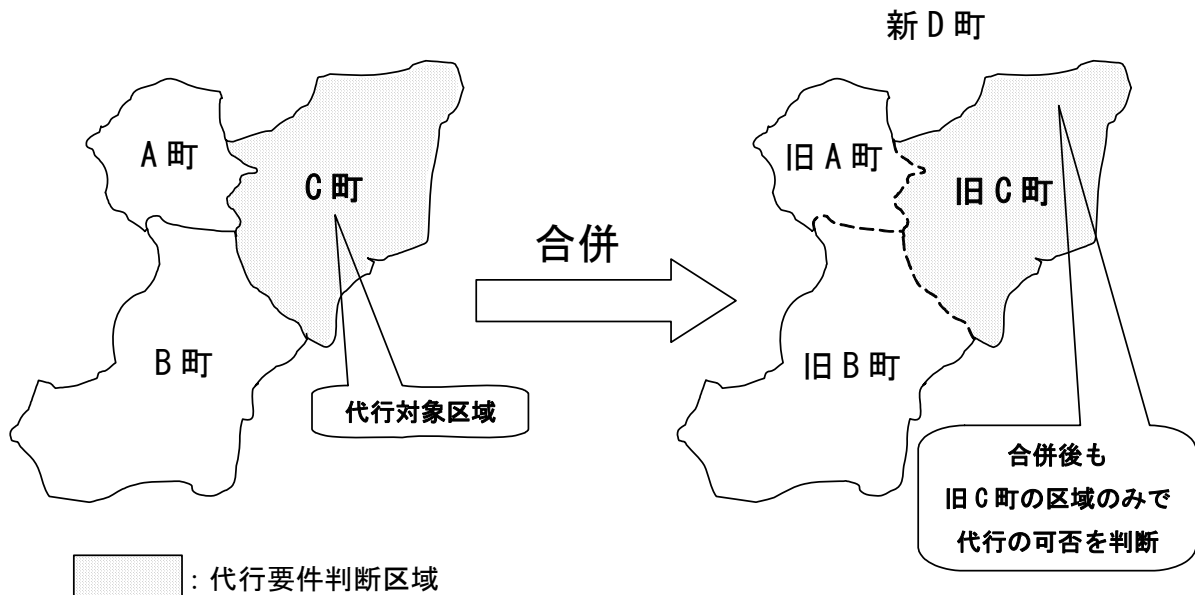 新D町
A町
C町
B町
代行対象区域
合併
旧A町
旧C町
旧B町
合併後も
旧C町の区域のみで
代行の可否を判断
：代行要件判断区域